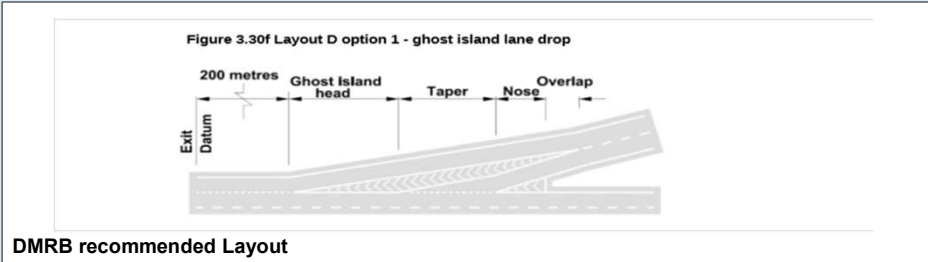 Figure 3.30f Layout D option 1 - ghost island lane drop
200 metres
Ghost Island
head
Taper
Nose
Overlap
Exit
Datum
DMRB recommended Layout